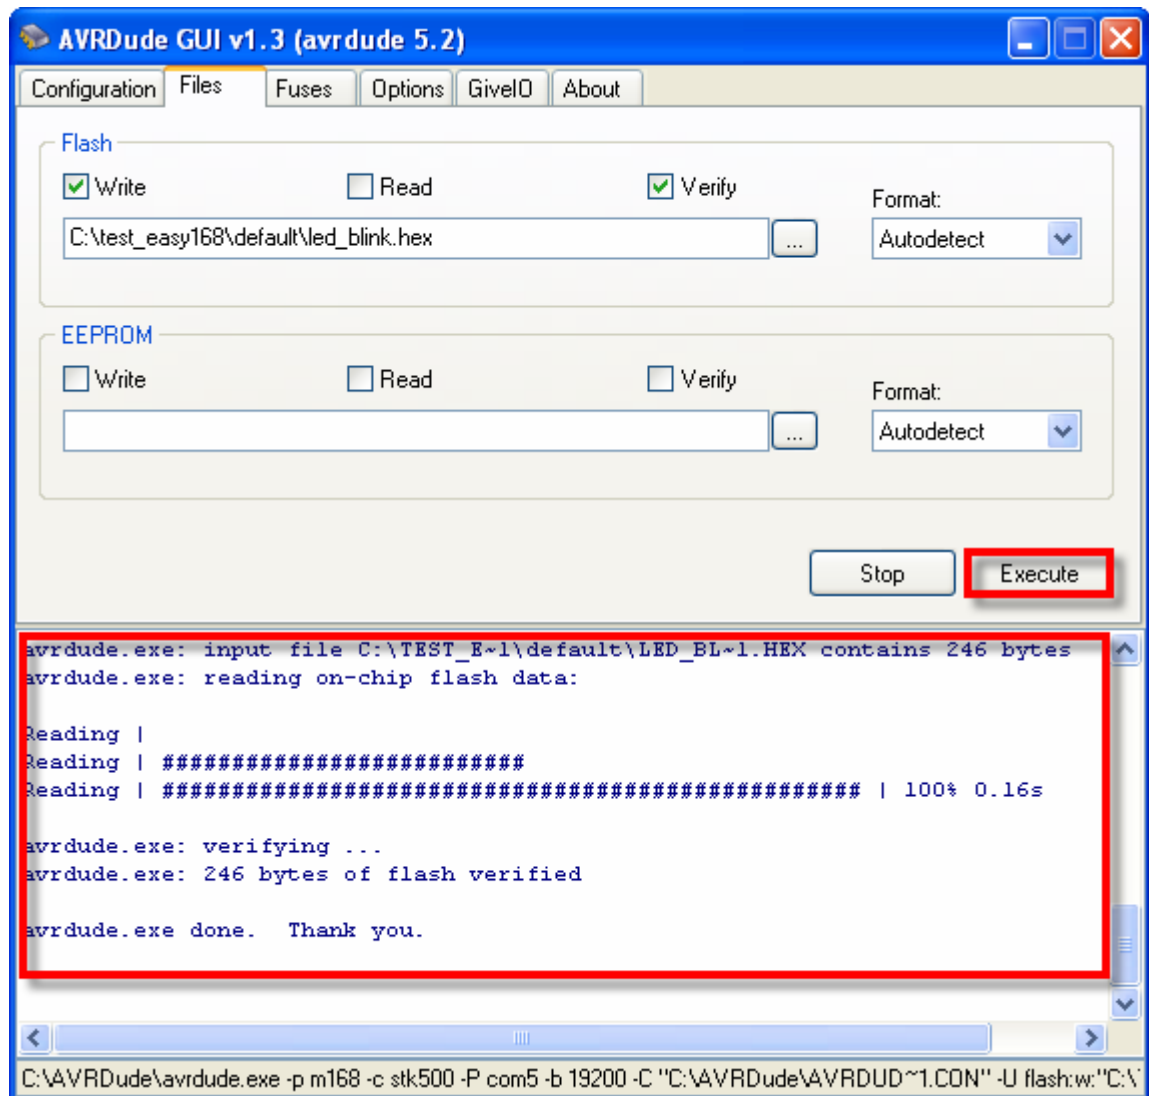 AVRDude GUI v1.3 (avrdude 5.2)
Configuration Files Fuses Options GiveIO About
Flash
Write Read Verify
Format:
C:\test_easy168\default\led_blink.hex ... Autodetect
EEPROM
Write Read Verify
Format:
... Autodetect
Stop Execute
avrdude.exe: input file C:\TEST_E~1\default\LED_BL~1.HEX contains 246 bytes
avrdude.exe: reading on-chip flash data:
Reading |
Reading | ##########################
Reading | ################################################## | 100% 0.16s
avrdude.exe: verifying ...
avrdude.exe: 246 bytes of flash verified
avrdude.exe done.  Thank you.
C:\AVRDude\avrdude.exe -p m168 -c stk500 -P com5 -b 19200 -C "C:\AVRDude\AVRDUD~1.CON" -U flash:w:"C:\